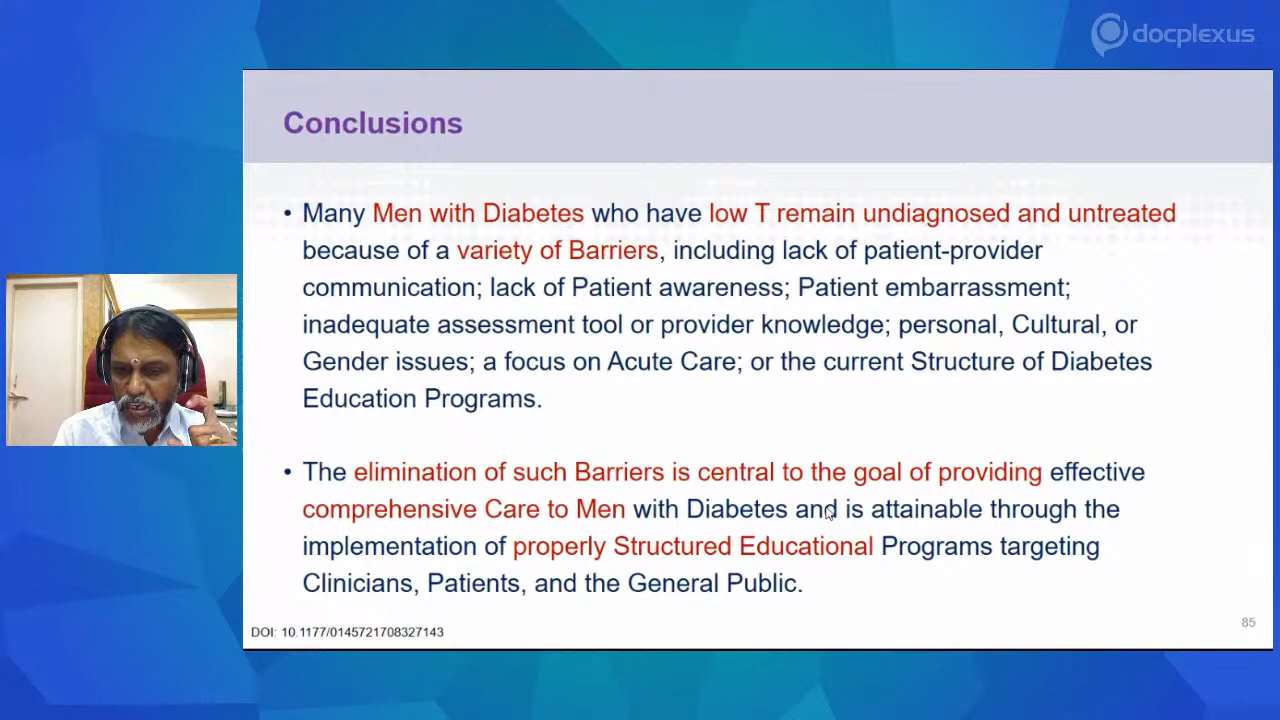 docplexus
Conclusions
• Many Men with Diabetes who have low T remain undiagnosed and untreated
because of a variety of Barriers, including lack of patient-provider
communication; lack of Patient awareness; Patient embarrassment;
inadequate assessment tool or provider knowledge; personal, Cultural, or
Gender issues; a focus on Acute Care; or the current Structure of Diabetes
Education Programs.
• The elimination of such Barriers is central to the goal of providing effective
comprehensive Care to Men with Diabetes and is attainable through the
implementation of properly Structured Educational Programs targeting
Clinicians, Patients, and the General Public.
85
DOI: 10.1177/0145721708327143